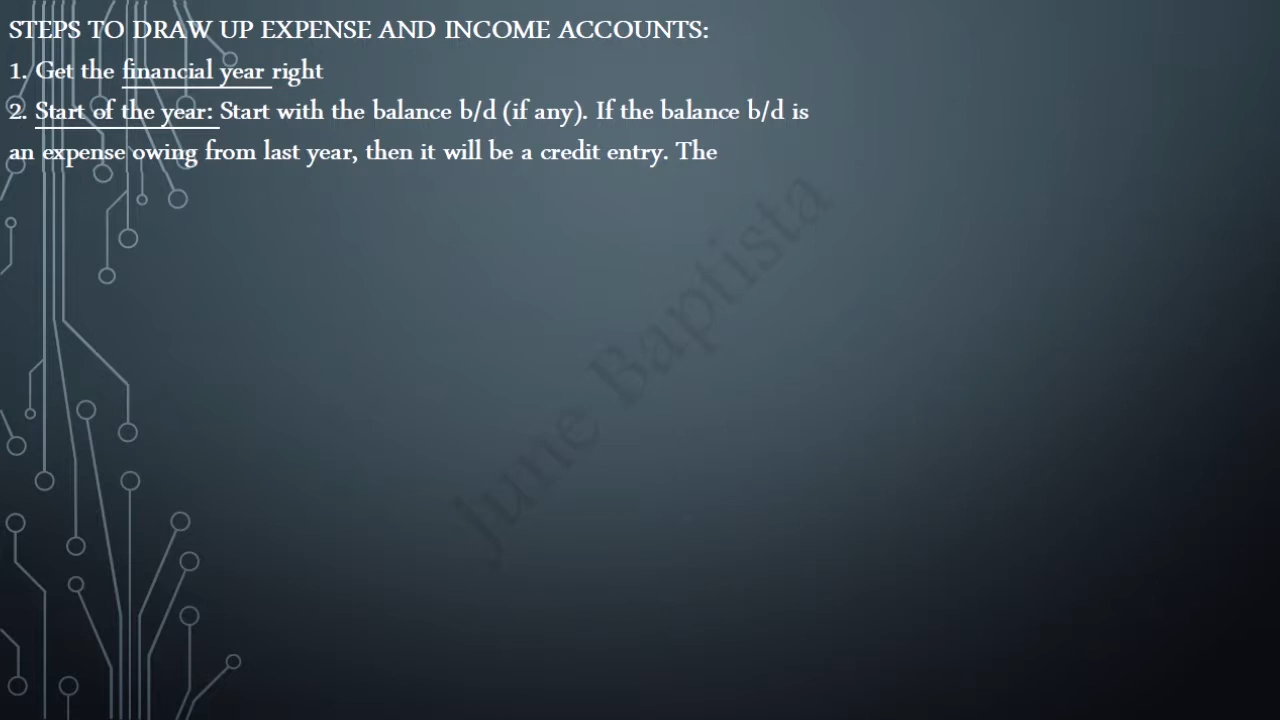 STEPS TO DRAW UP EXPENSE AND INCOME ACCOUNTS:
1. Get the financial year right
2. Start of the year: Start with the balance b/d (if any). If the balance b/d is
an expense owing from last year, then it will be a credit entry. The
June Baptista